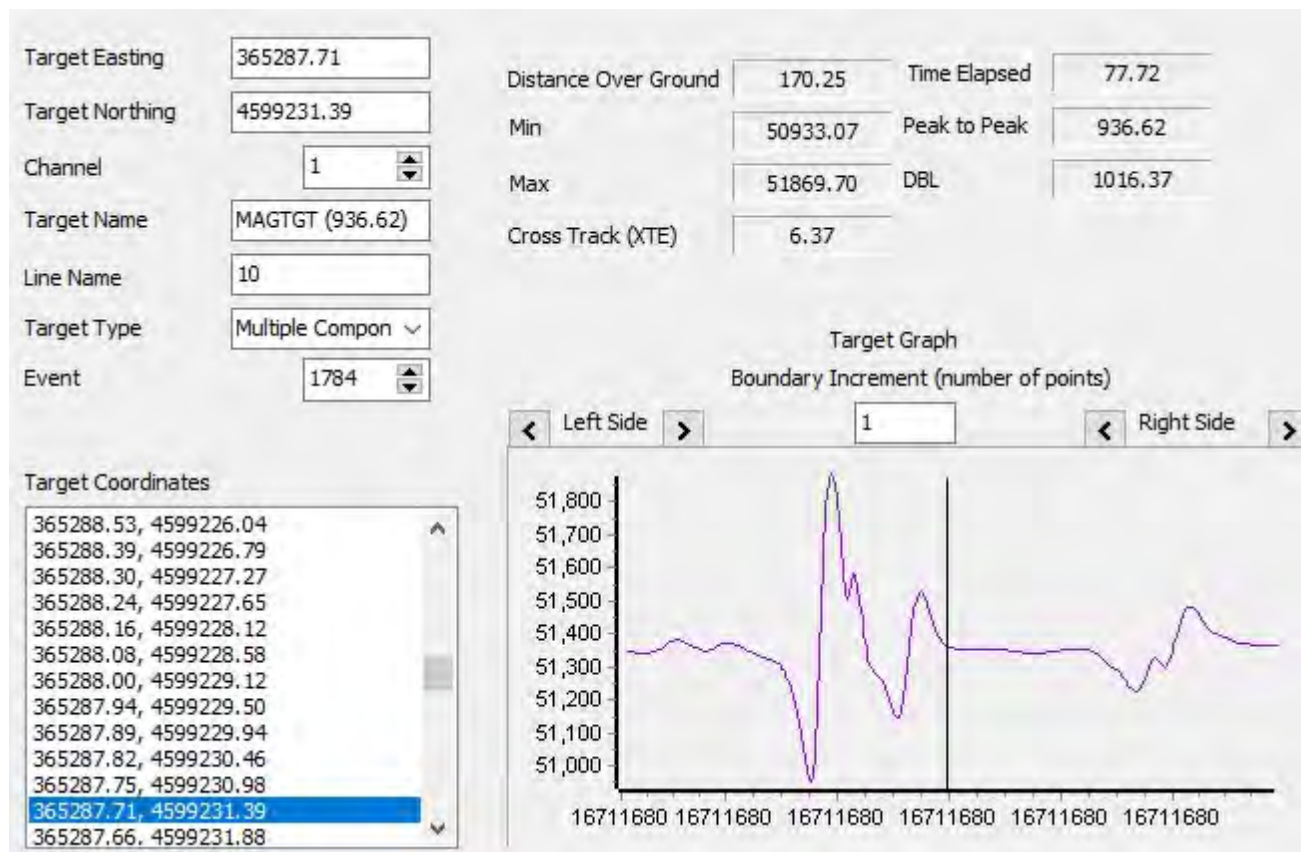 Target Easting 365287.71
Target Northing 4599231.39
Channel 1
Target Name MAGTGT (936.62)
Line Name 10
Target Type Multiple Compon
Event 1784
Distance Over Ground 170.25 Time Elapsed 77.72
Min 50933.07 Peak to Peak 936.62
Max 51869.70 DBL 1016.37
Cross Track (XTE) 6.37
Target Graph
Boundary Increment (number of points)
< Left Side > 1 < Right Side >
Target Coordinates
365288.53, 4599226.04
365288.39, 4599226.79
365288.30, 4599227.27
365288.24, 4599227.65
365288.16, 4599228.12
365288.08, 4599228.58
365288.00, 4599229.12
365287.94, 4599229.50
365287.89, 4599229.94
365287.82, 4599230.46
365287.75, 4599230.98
365287.71, 4599231.39
365287.66, 4599231.88
51,800
51,700
51,600
51,500
51,400
51,300
51,200
51,100
51,000
16711680 16711680 16711680 16711680 16711680 16711680